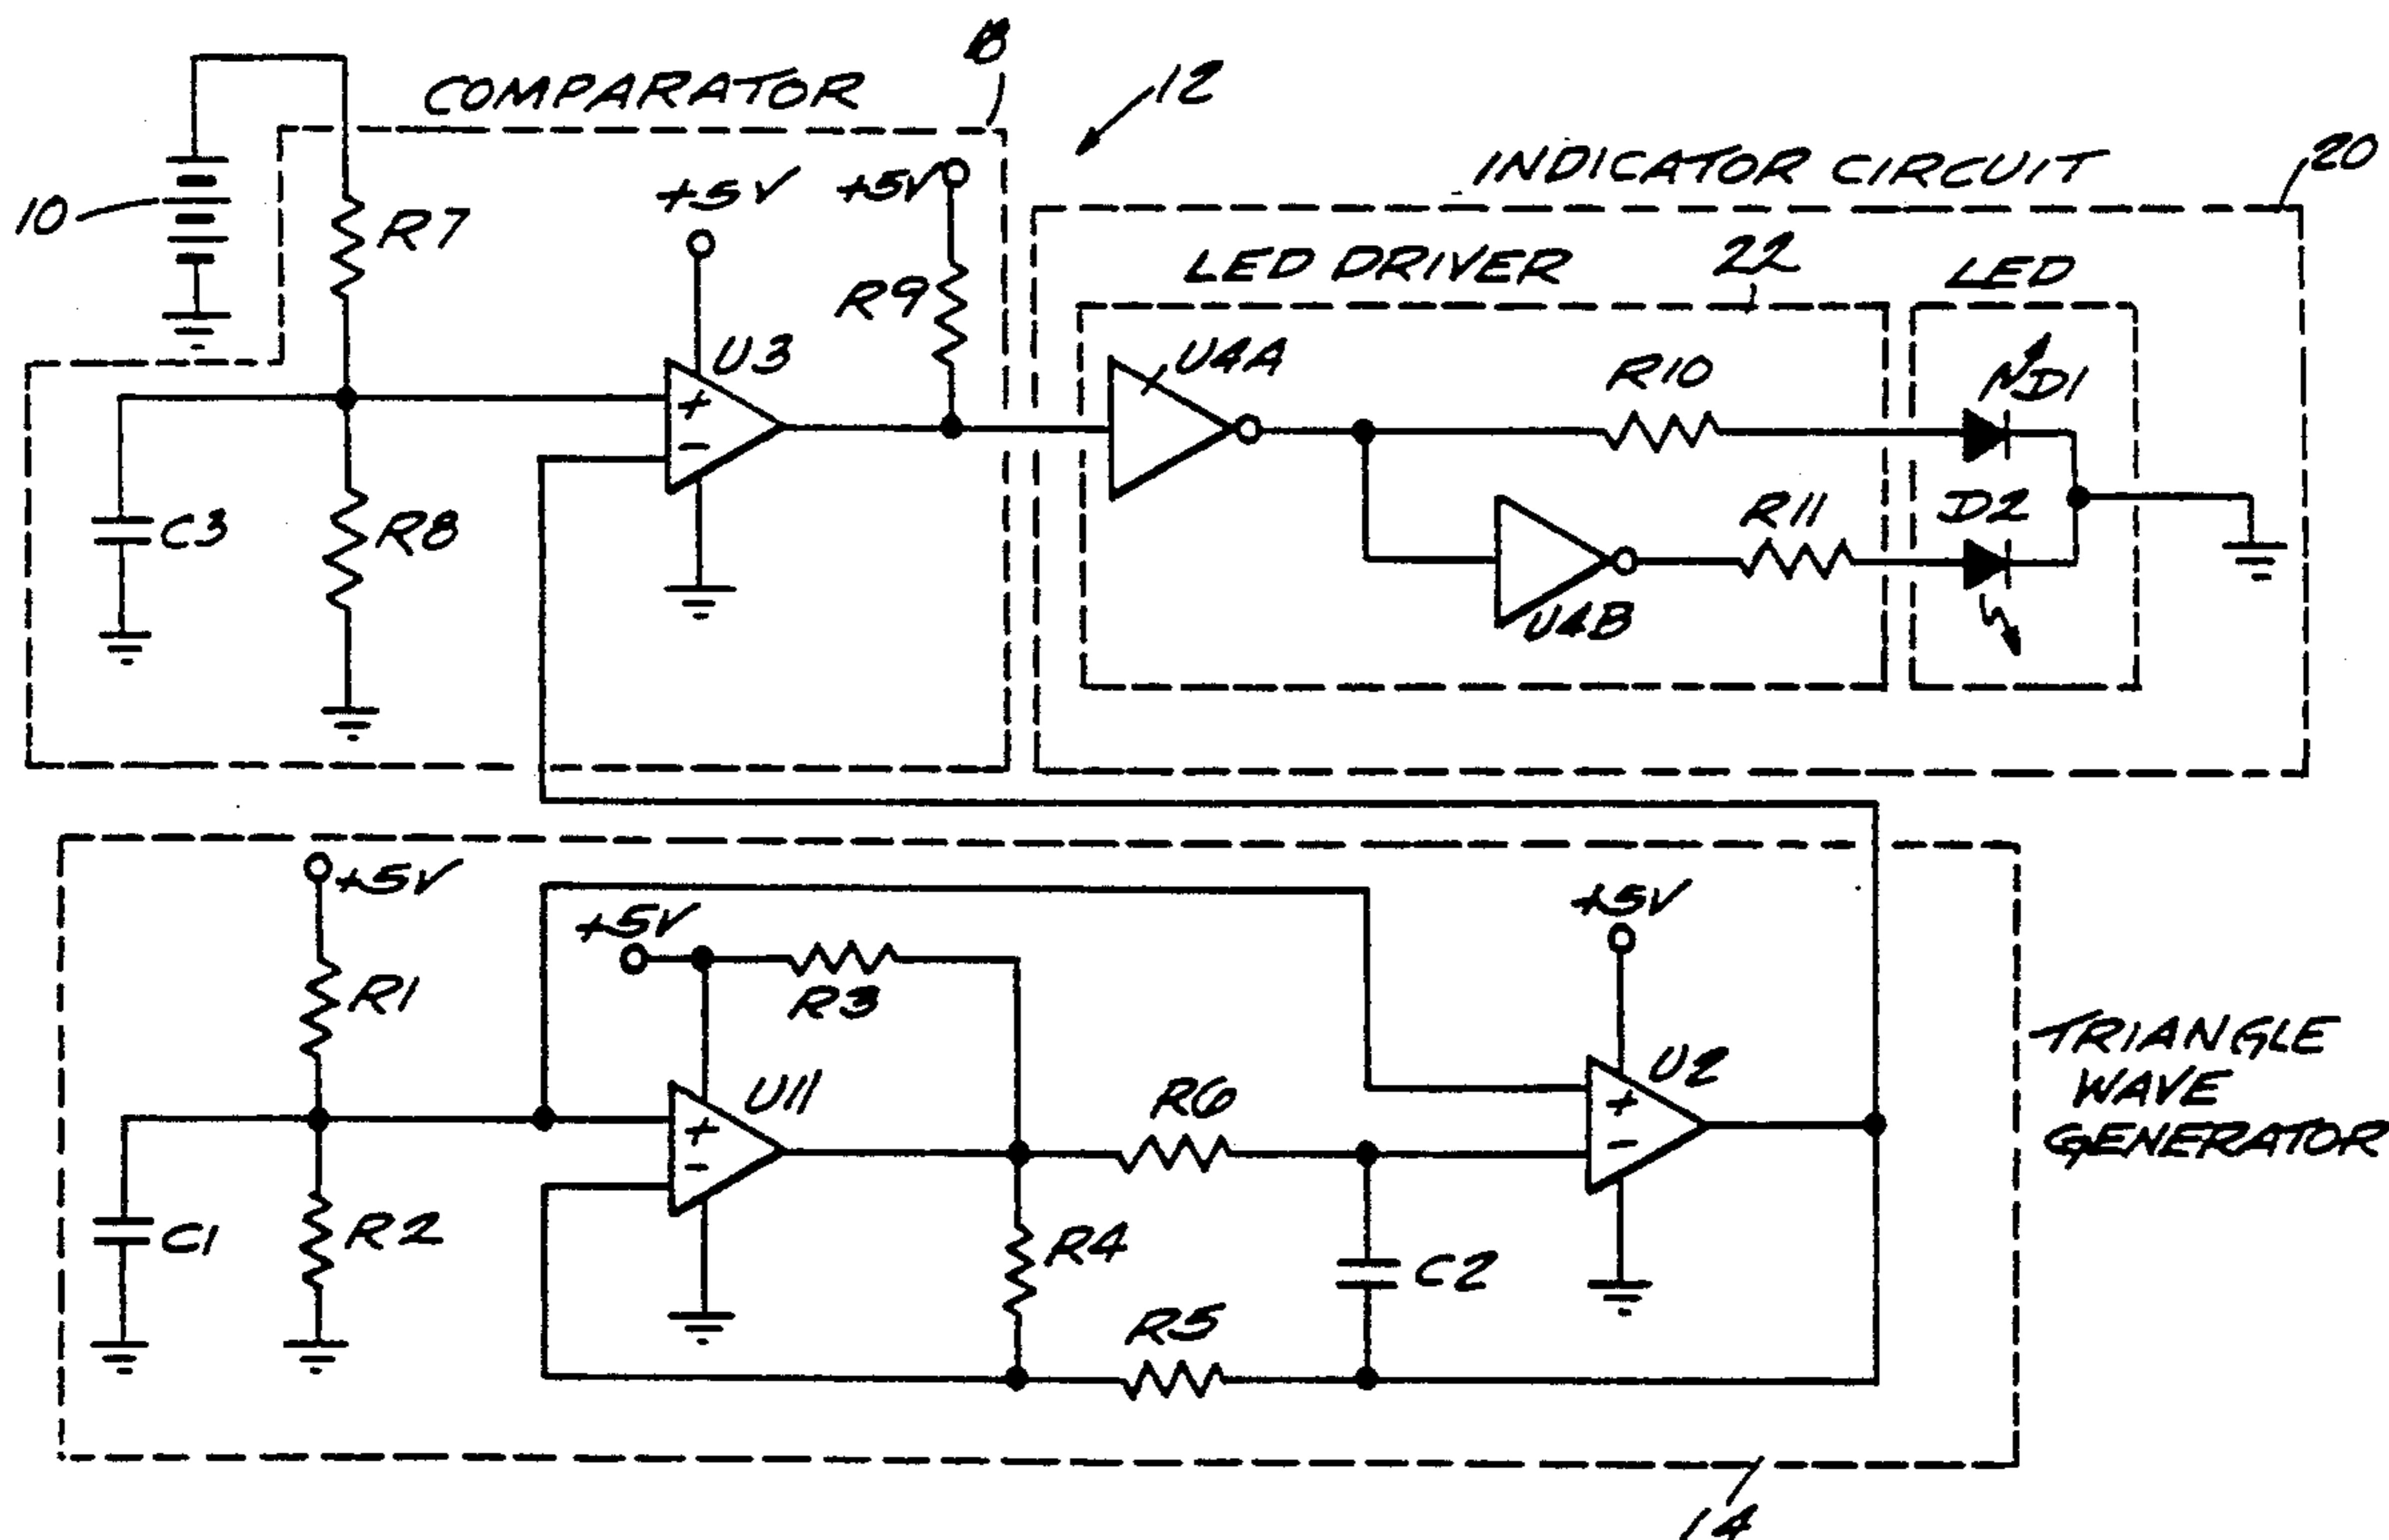 8
COMPARATOR
12
INDICATOR CIRCUIT
20
10
R7
+5V
+5V
R9
U3
+
-
C3
R8
LED DRIVER
22
LED
U4A
R10
D1
R11
D2
U4B
+5V
+5V
R3
+5V
R1
U11
+
-
R6
U2
+
-
TRIANGLE
WAVE
GENERATOR
C1
R2
R4
C2
R5
14